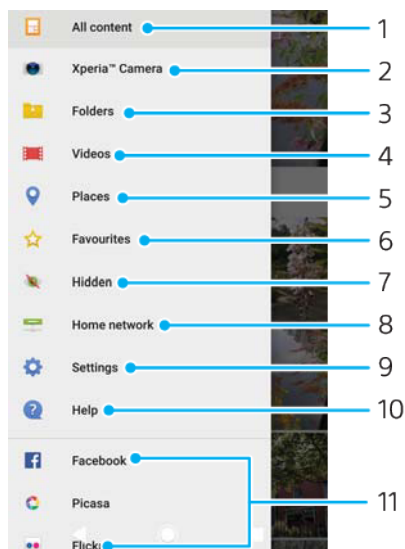 All content 1
Xperia™ Camera 2
Folders 3
Videos 4
Places 5
Favourites 6
Hidden 7
Home network 8
Settings 9
Help 10
Facebook
Picasa 11
Flickr